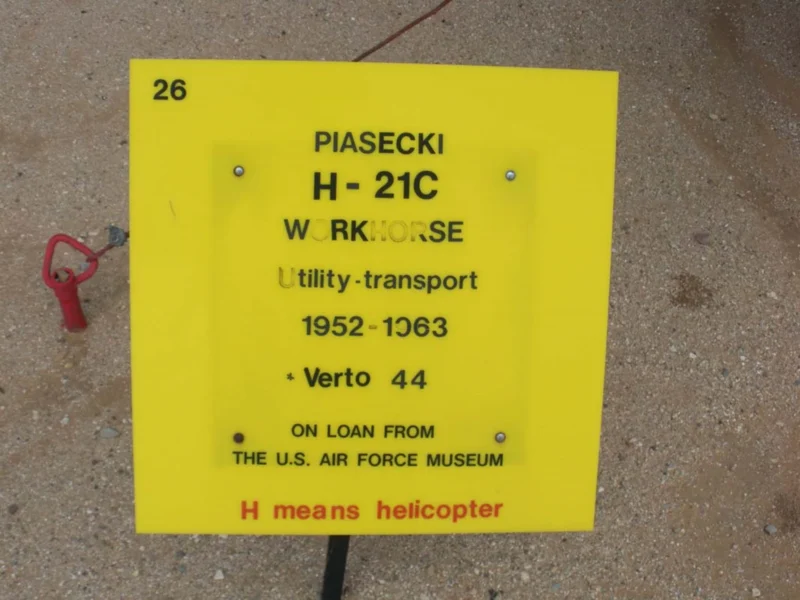 26
PIASECKI
H-21C
WORKHORSE
Utility-transport
1952-1963
* Verto 44
ON LOAN FROM
THE U.S. AIR FORCE MUSEUM
H means helicopter